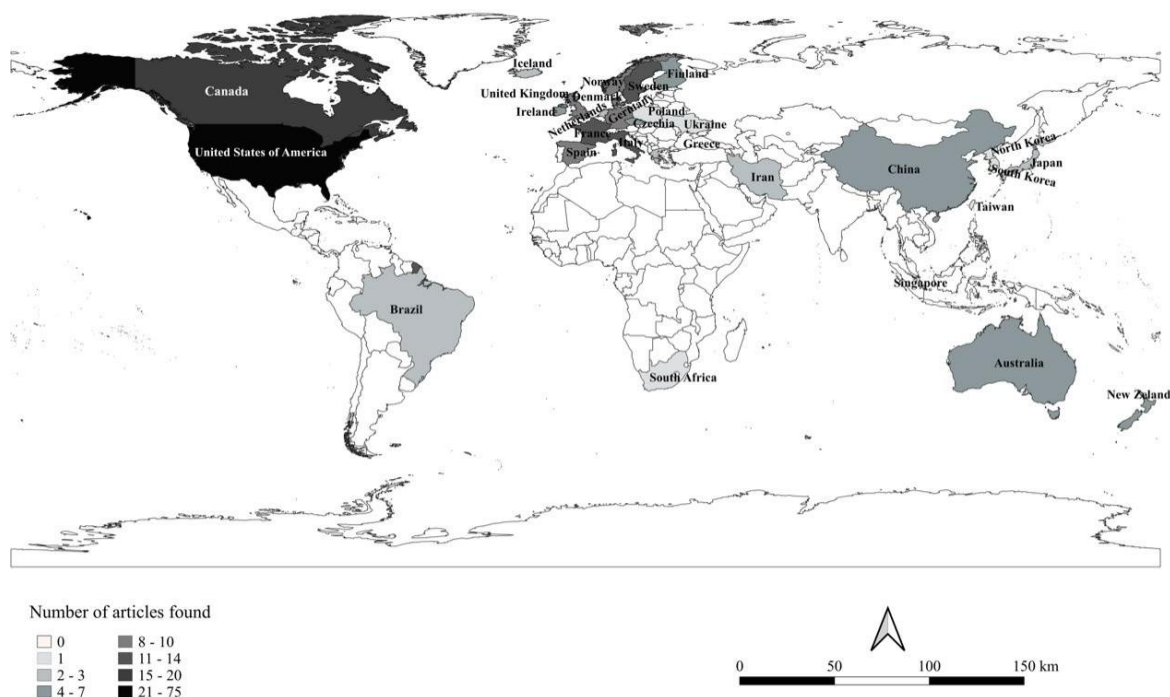 Iceland
Norway
Sweden
Finland
Canada
United Kingdom
Denmark
Ireland
Netherlands
Germany
Poland
Czechia
Ukraine
United States of America
France
Italy
Spain
Greece
North Korea
Japan
South Korea
China
Iran
Taiwan
Singapore
Brazil
Australia
South Africa
New Zeland
Number of articles found
0
1
2 - 3
4 - 7
8 - 10
11 - 14
15 - 20
21 - 75
0 50 100 150 km